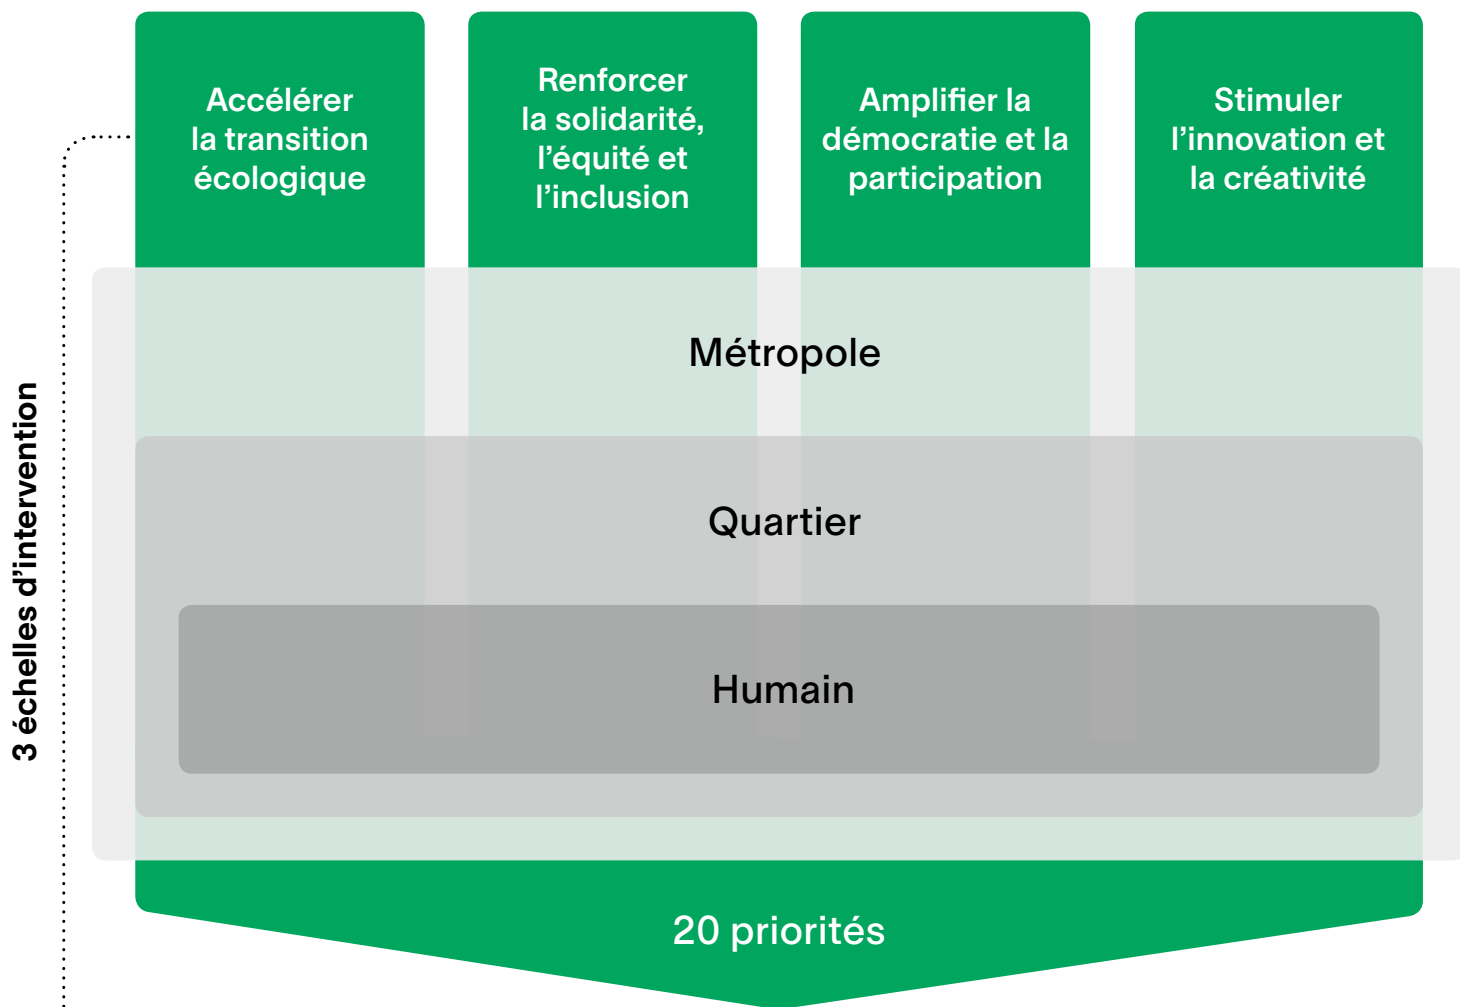 Accélérer
la transition
écologique
Renforcer
la solidarité,
l’équité et
l’inclusion
Amplifier la
démocratie et la
participation
Stimuler
l’innovation et
la créativité
3 échelles d’intervention
Métropole
Quartier
Humain
20 priorités